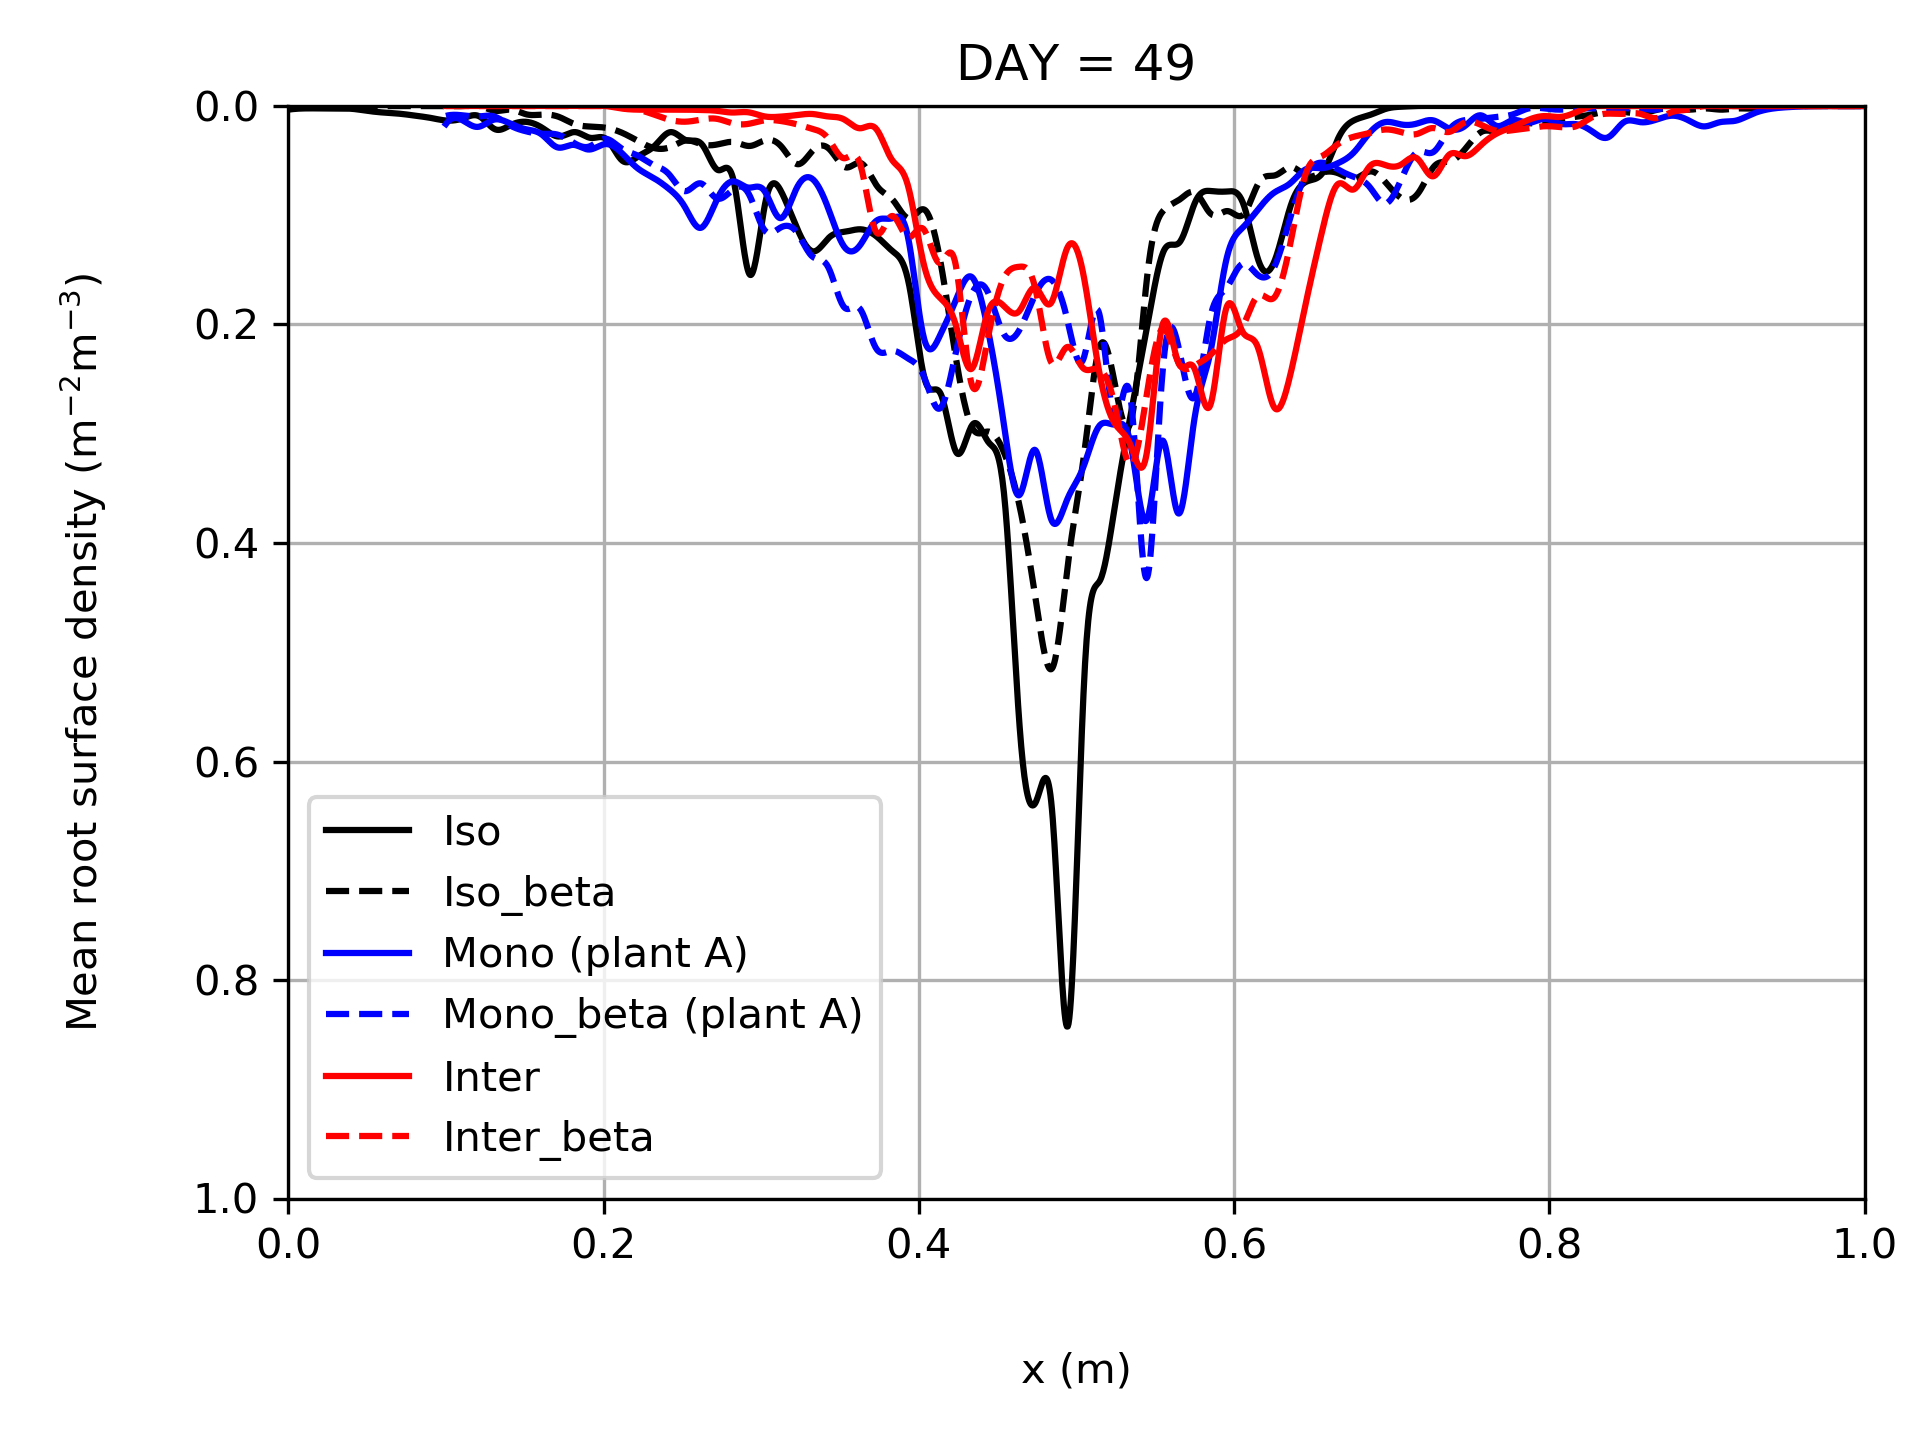 DAY = 49
Mean root surface density (m⁻²m⁻³)
0.0
0.2
0.4
0.6
0.8
1.0
Iso
Iso_beta
Mono (plant A)
Mono_beta (plant A)
Inter
Inter_beta
0.0 0.2 0.4 0.6 0.8 1.0
x (m)